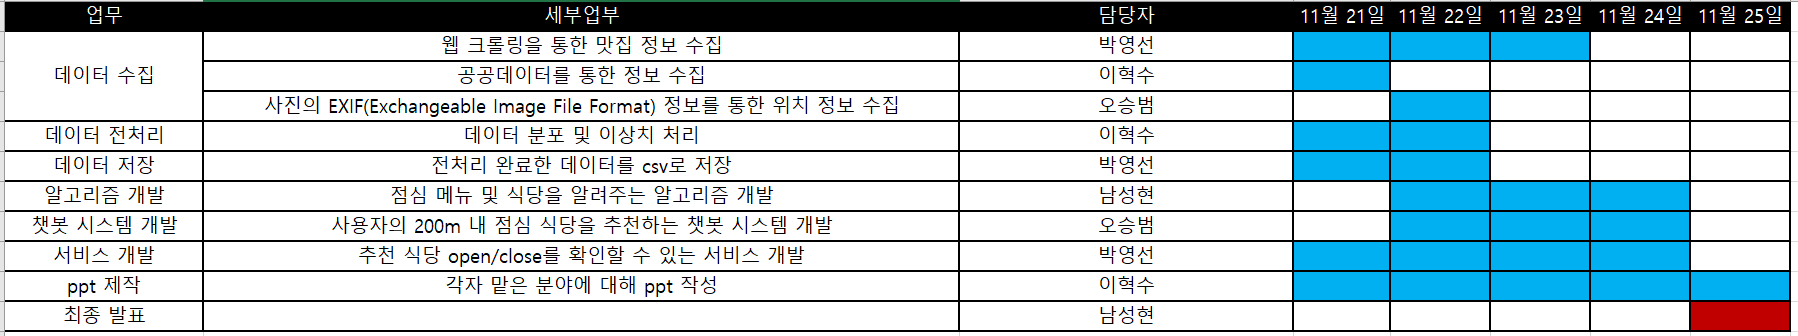 업무 세부업부 담당자 11월 21일 11월 22일 11월 23일 11월 24일 11월 25일
데이터 수집 웹 크롤링을 통한 맛집 정보 수집 박영선
공공데이터를 통한 정보 수집 이혁수
사진의 EXIF(Exchangeable Image File Format) 정보를 통한 위치 정보 수집 오승범
데이터 전처리 데이터 분포 및 이상치 처리 이혁수
데이터 저장 전처리 완료한 데이터를 csv로 저장 박영선
알고리즘 개발 점심 메뉴 및 식당을 알려주는 알고리즘 개발 남성현
챗봇 시스템 개발 사용자의 200m 내 점심 식당을 추천하는 챗봇 시스템 개발 오승범
서비스 개발 추천 식당 open/close를 확인할 수 있는 서비스 개발 박영선
ppt 제작 각자 맡은 분야에 대해 ppt 작성 이혁수
최종 발표 남성현